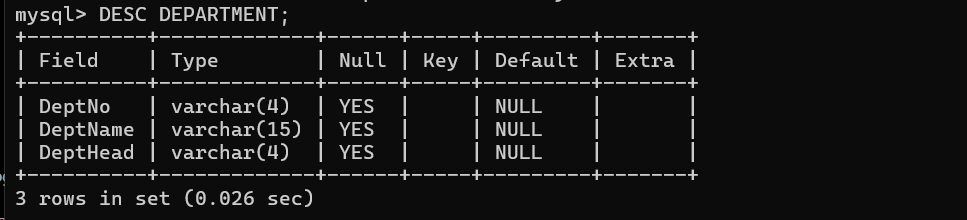 mysql> DESC DEPARTMENT;
+----------+-------------+------+-----+---------+-------+
| Field    | Type        | Null | Key | Default | Extra |
+----------+-------------+------+-----+---------+-------+
| DeptNo   | varchar(4)  | YES  |     | NULL    |       |
| DeptName | varchar(15) | YES  |     | NULL    |       |
| DeptHead | varchar(4)  | YES  |     | NULL    |       |
+----------+-------------+------+-----+---------+-------+
3 rows in set (0.026 sec)